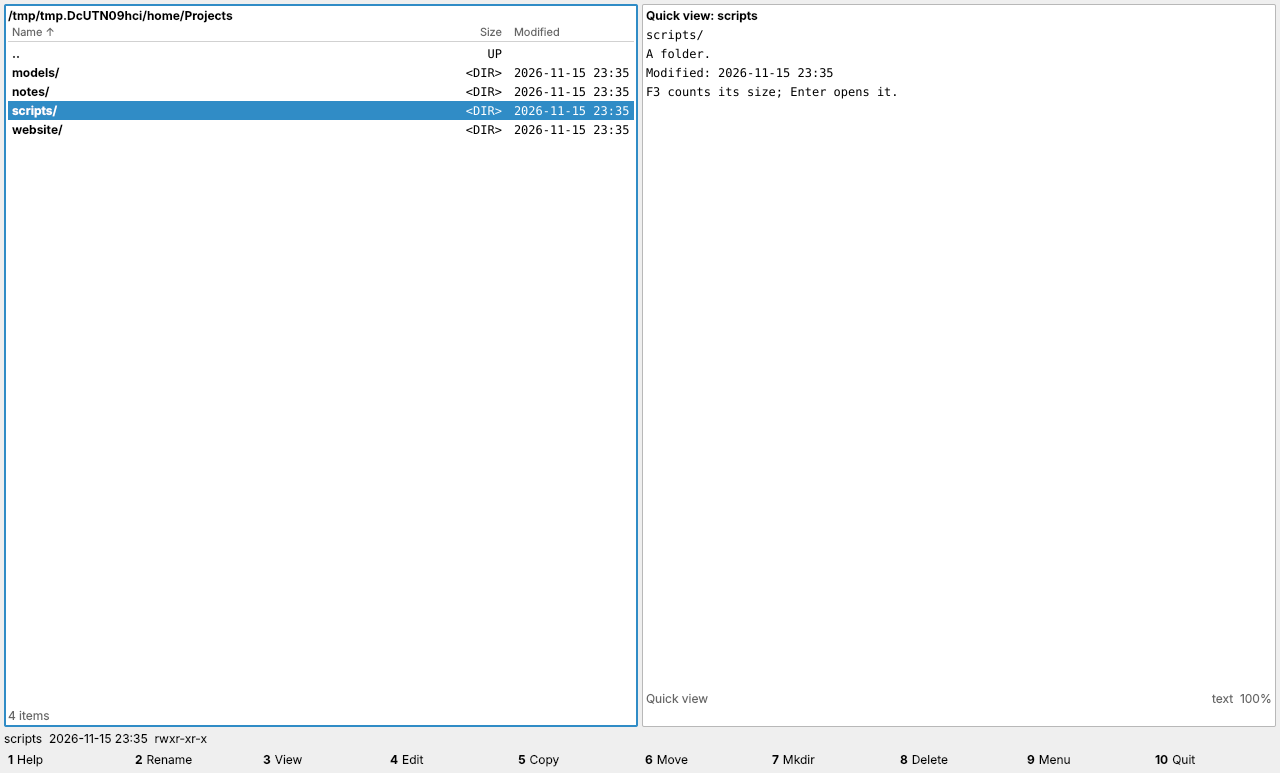 /tmp/tmp.DcUTN09hci/home/Projects
Name ↑ Size Modified
.. UP
models/ <DIR> 2026-11-15 23:35
notes/ <DIR> 2026-11-15 23:35
scripts/ <DIR> 2026-11-15 23:35
website/ <DIR> 2026-11-15 23:35
4 items
Quick view: scripts
scripts/
A folder.
Modified: 2026-11-15 23:35
F3 counts its size; Enter opens it.
Quick view text 100%
scripts 2026-11-15 23:35 rwxr-xr-x
1 Help 2 Rename 3 View 4 Edit 5 Copy 6 Move 7 Mkdir 8 Delete 9 Menu 10 Quit